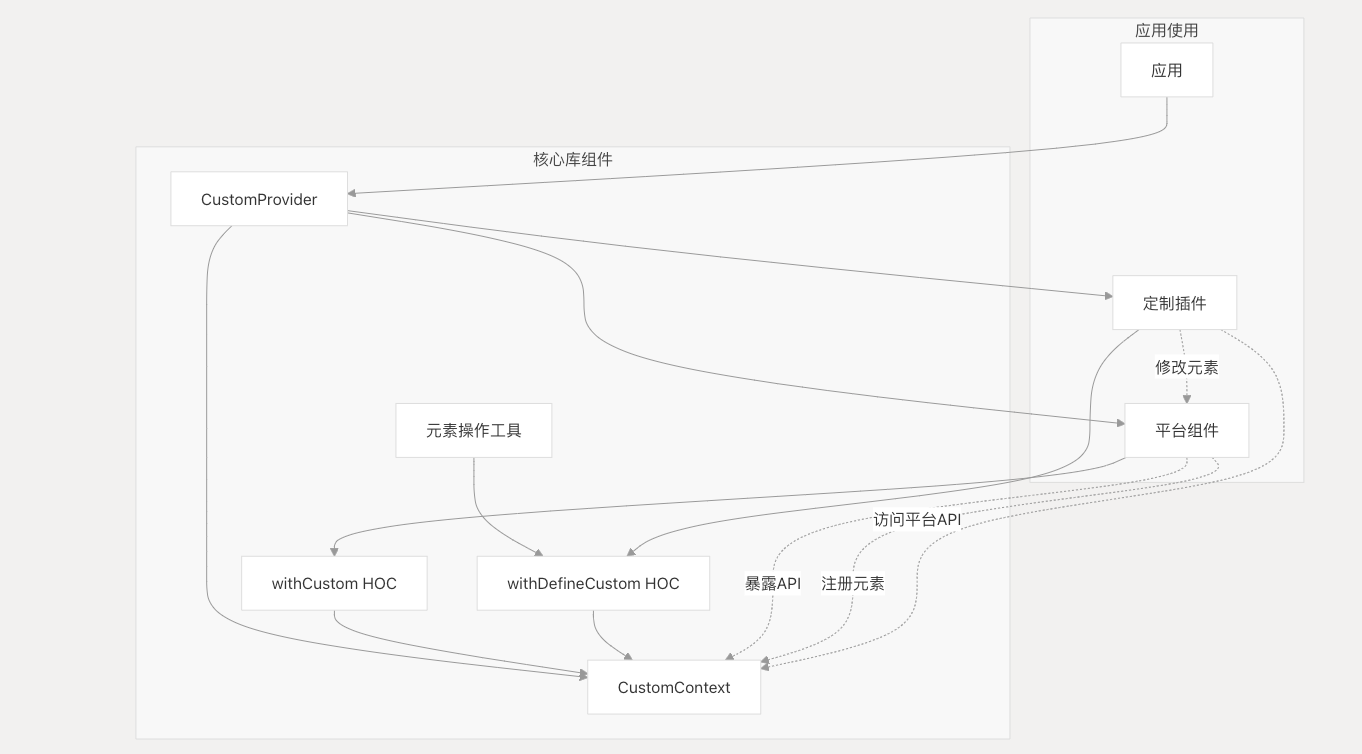 应用使用
应用
核心库组件
CustomProvider
定制插件
修改元素
元素操作工具
平台组件
访问平台API
withCustom HOC
withDefineCustom HOC
暴露API
注册元素
CustomContext